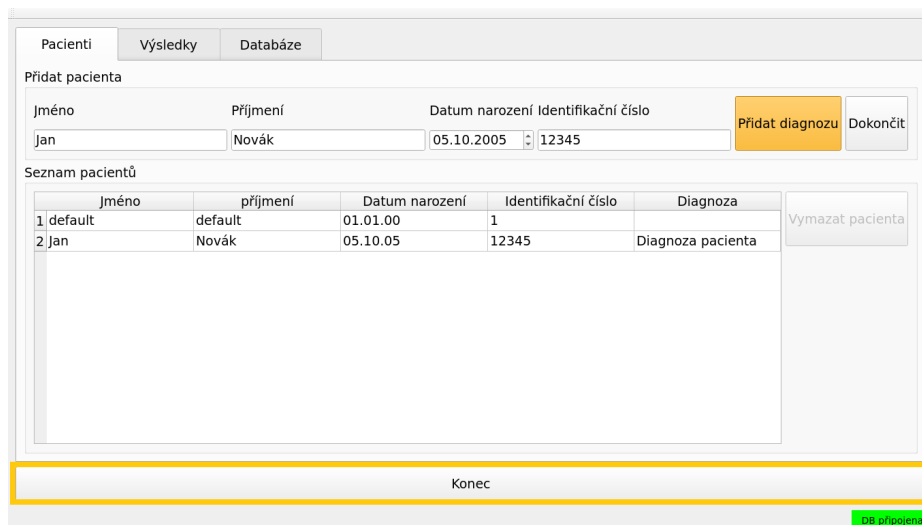 Pacienti Výsledky Databáze
Přidat pacienta
Jméno Příjmení Datum narození Identifikační číslo
Jan Novák 05.10.2005 12345 Přidat diagnozu Dokončit
Seznam pacientů
Jméno příjmení Datum narození Identifikační číslo Diagnoza
1 default default 01.01.00 1
2 Jan Novák 05.10.05 12345 Diagnoza pacienta
Vymazat pacienta
Konec
DB připojena